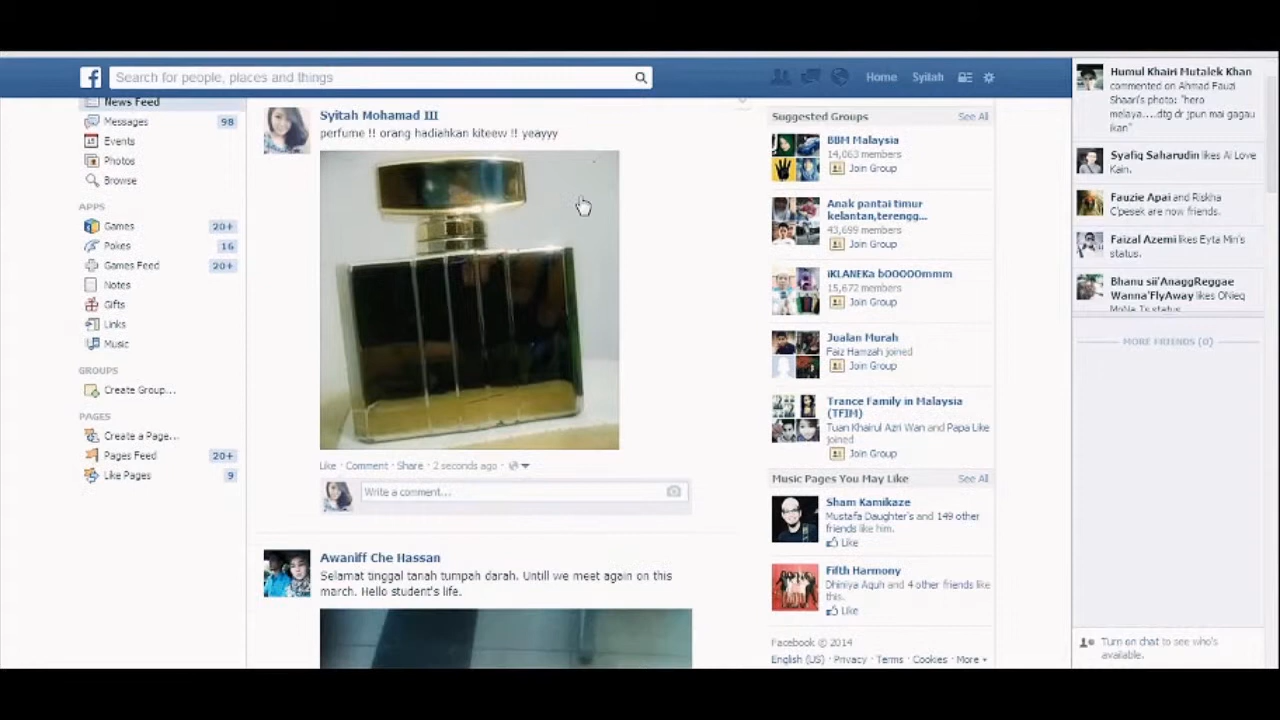 Search for people, places and things
Home
Syitah
News Feed
Messages 98
Events
Photos
Browse
APPS
Games 20+
Pokes 16
Games Feed 20+
Notes
Gifts
Links
Music
GROUPS
Create Group...
PAGES
Create a Page...
Pages Feed 20+
Like Pages 9
Syitah Mohamad III
perfume !! orang hadiahkan kiteew !! yeayyy
Like · Comment · Share · 2 seconds ago ·
Write a comment...
Awaniff Che Hassan
Selamat tinggal tanah tumpah darah. Untill we meet again on this
march. Hello student's life.
Suggested Groups See All
BBM Malaysia
14,063 members
Join Group
Anak pantai timur
kelantan,terengg...
43,699 members
Join Group
iKLANEKa bOOOOOmmm
15,672 members
Join Group
Jualan Murah
Faiz Hamzah joined
Join Group
Trance Family in Malaysia
(TFIM)
Tuan Khairul Azri Wan and Papa Like
joined
Join Group
Music Pages You May Like See All
Sham Kamikaze
Mustafa Daughter's and 149 other
friends like him.
Like
Fifth Harmony
Dhiniya Aquh and 4 other friends like
this.
Like
Facebook © 2014
English (US) · Privacy · Terms · Cookies · More
Humul Khairi Mutalek Khan
commented on Ahmad Fauzi
Shaari's photo: "hero
melaya....dtg dr jpun mai gagau
ikan"
Syafiq Saharudin likes Ai Love
Kain.
Fauzie Apai and Riskha
C'pesek are now friends.
Faizal Azemi likes Eyta Min's
status.
Bhanu sii'AnaggReggae
Wanna'FlyAway likes ONieq
MORE FRIENDS (0)
Turn on chat to see who's
available.